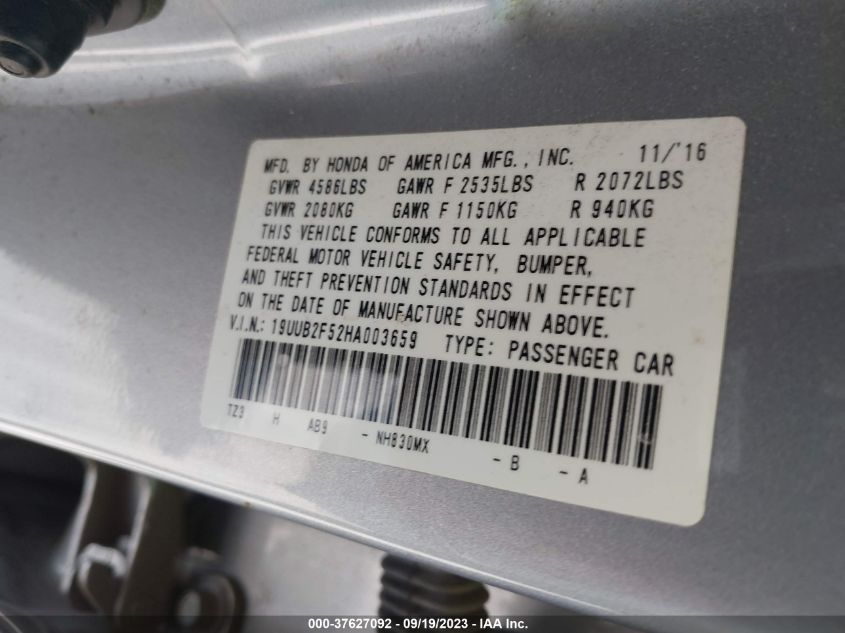 MFD. BY HONDA OF AMERICA MFG., INC. 11/'16
GVWR 4586LBS GAWR F 2535LBS R 2072LBS
GVWR 2080KG GAWR F 1150KG R 940KG
THIS VEHICLE CONFORMS TO ALL APPLICABLE
FEDERAL MOTOR VEHICLE SAFETY, BUMPER,
AND THEFT PREVENTION STANDARDS IN EFFECT
ON THE DATE OF MANUFACTURE SHOWN ABOVE.
V.I.N.: 19UUB2F52HA003659 TYPE: PASSENGER CAR
TZ3 H AB9 - NH830MX - B - A
000-37627092 - 09/19/2023 - IAA Inc.